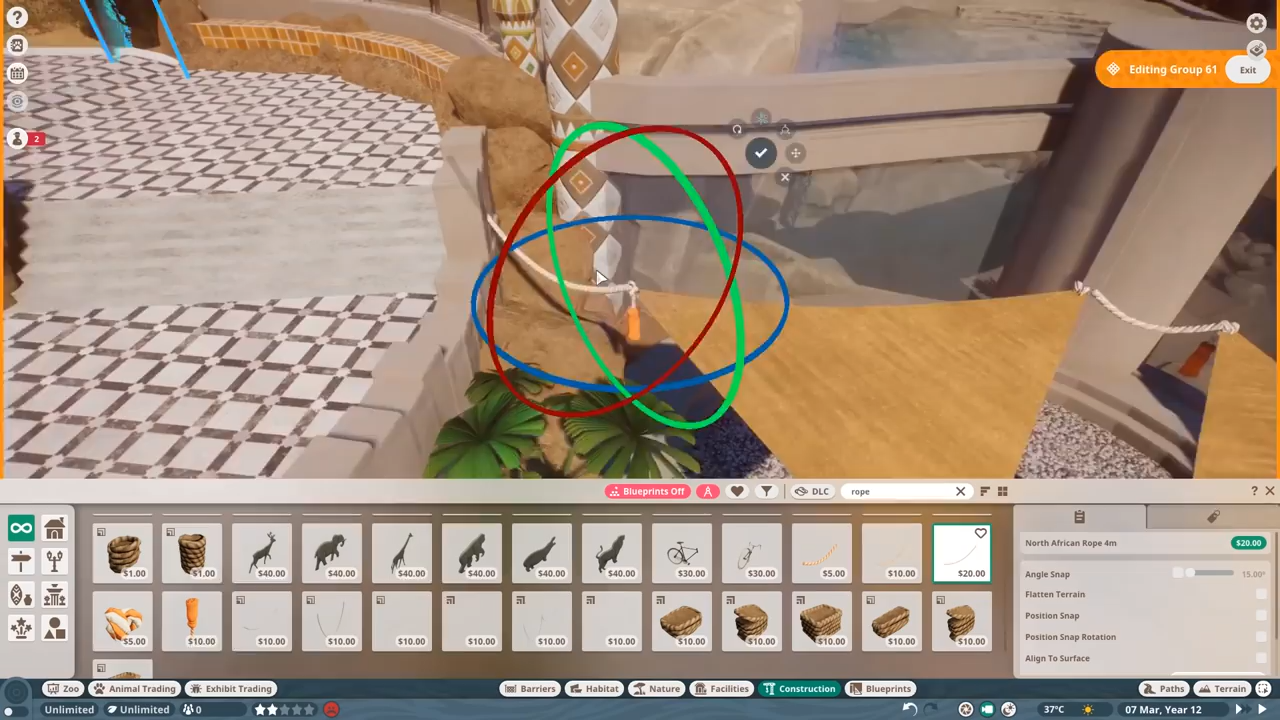 ?
Editing Group 61
Exit
2
Blueprints Off
DLC
rope
?
$1.00
$1.00
$40.00
$40.00
$40.00
$40.00
$40.00
$40.00
$30.00
$30.00
$5.00
$10.00
$20.00
$5.00
$10.00
$10.00
$10.00
$10.00
$10.00
$10.00
$10.00
$10.00
$10.00
$10.00
$10.00
$10.00
North African Rope 4m
$20.00
Angle Snap
15.00°
Flatten Terrain
Position Snap
Position Snap Rotation
Align To Surface
Zoo
Animal Trading
Exhibit Trading
Barriers
Habitat
Nature
Facilities
Construction
Blueprints
Paths
Terrain
Unlimited
Unlimited
0
37°C
07 Mar, Year 12